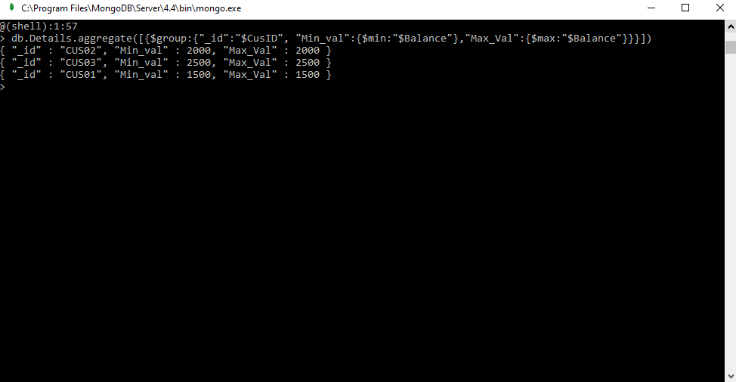 C:\Program Files\MongoDB\Server\4.4\bin\mongo.exe
@(shell):1:57
> db.Details.aggregate([{$group:{"_id":"$CusID", "Min_val":{$min:"$Balance"},"Max_Val":{$max:"$Balance"}}}])
{ "_id" : "CUS02", "Min_val" : 2000, "Max_Val" : 2000 }
{ "_id" : "CUS03", "Min_val" : 2500, "Max_Val" : 2500 }
{ "_id" : "CUS01", "Min_val" : 1500, "Max_Val" : 1500 }
>